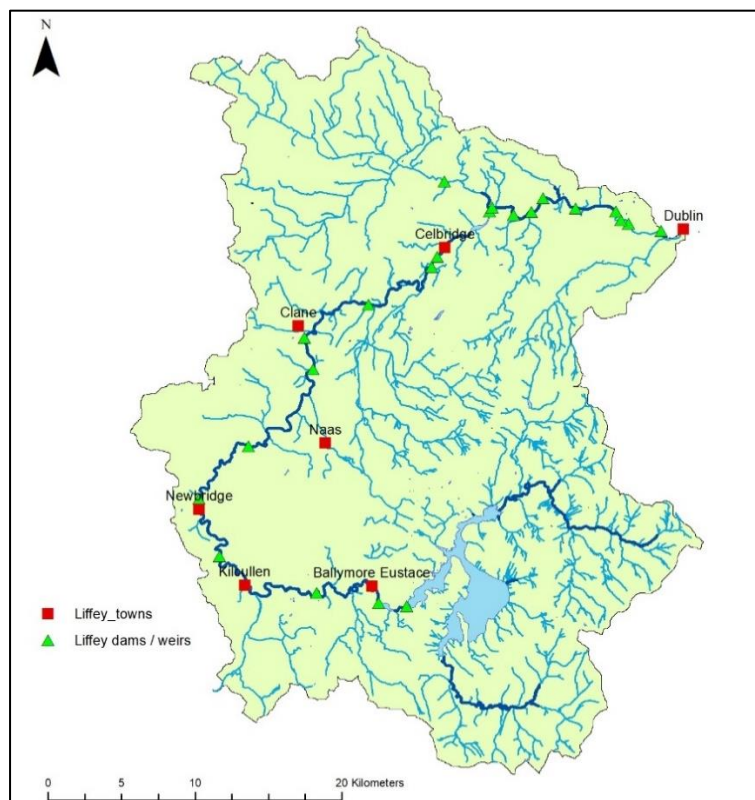 N
Dublin
Celbridge
Clane
Naas
Newbridge
Kilcullen
Ballymore Eustace
Liffey_towns
Liffey dams / weirs
0 5 10 20 Kilometers